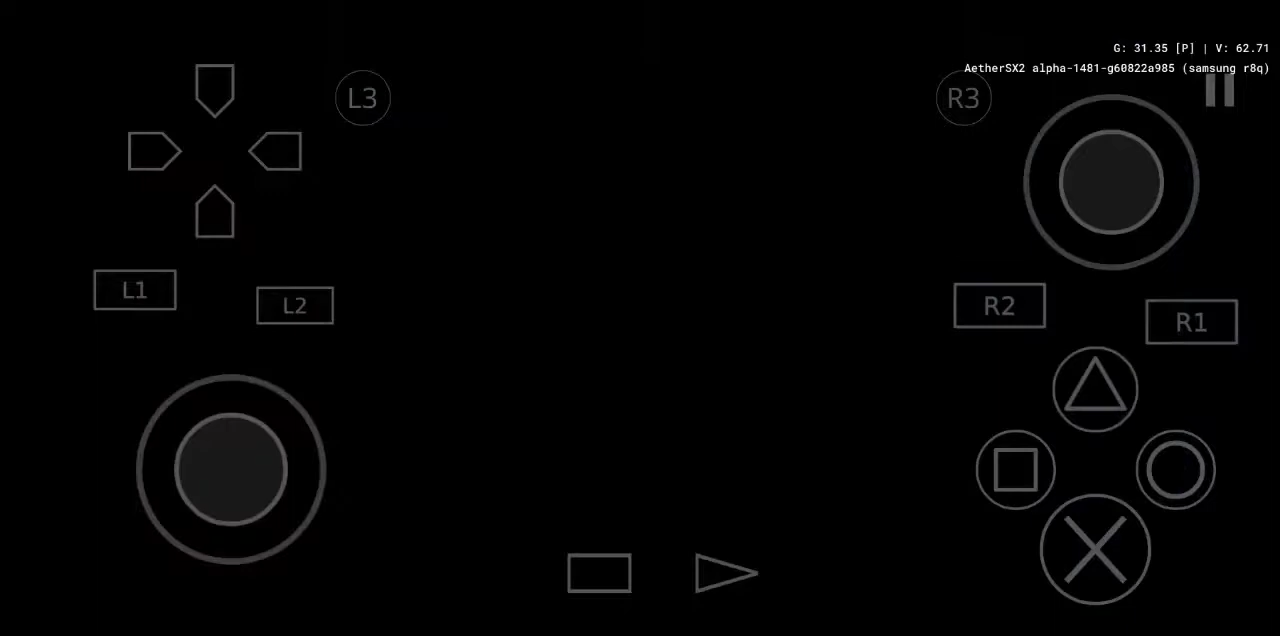 G: 31.35 [P] | V: 62.71
AetherSX2 alpha-1481-g60822a985 (samsung r8q)
L3
R3
L1
L2
R2
R1